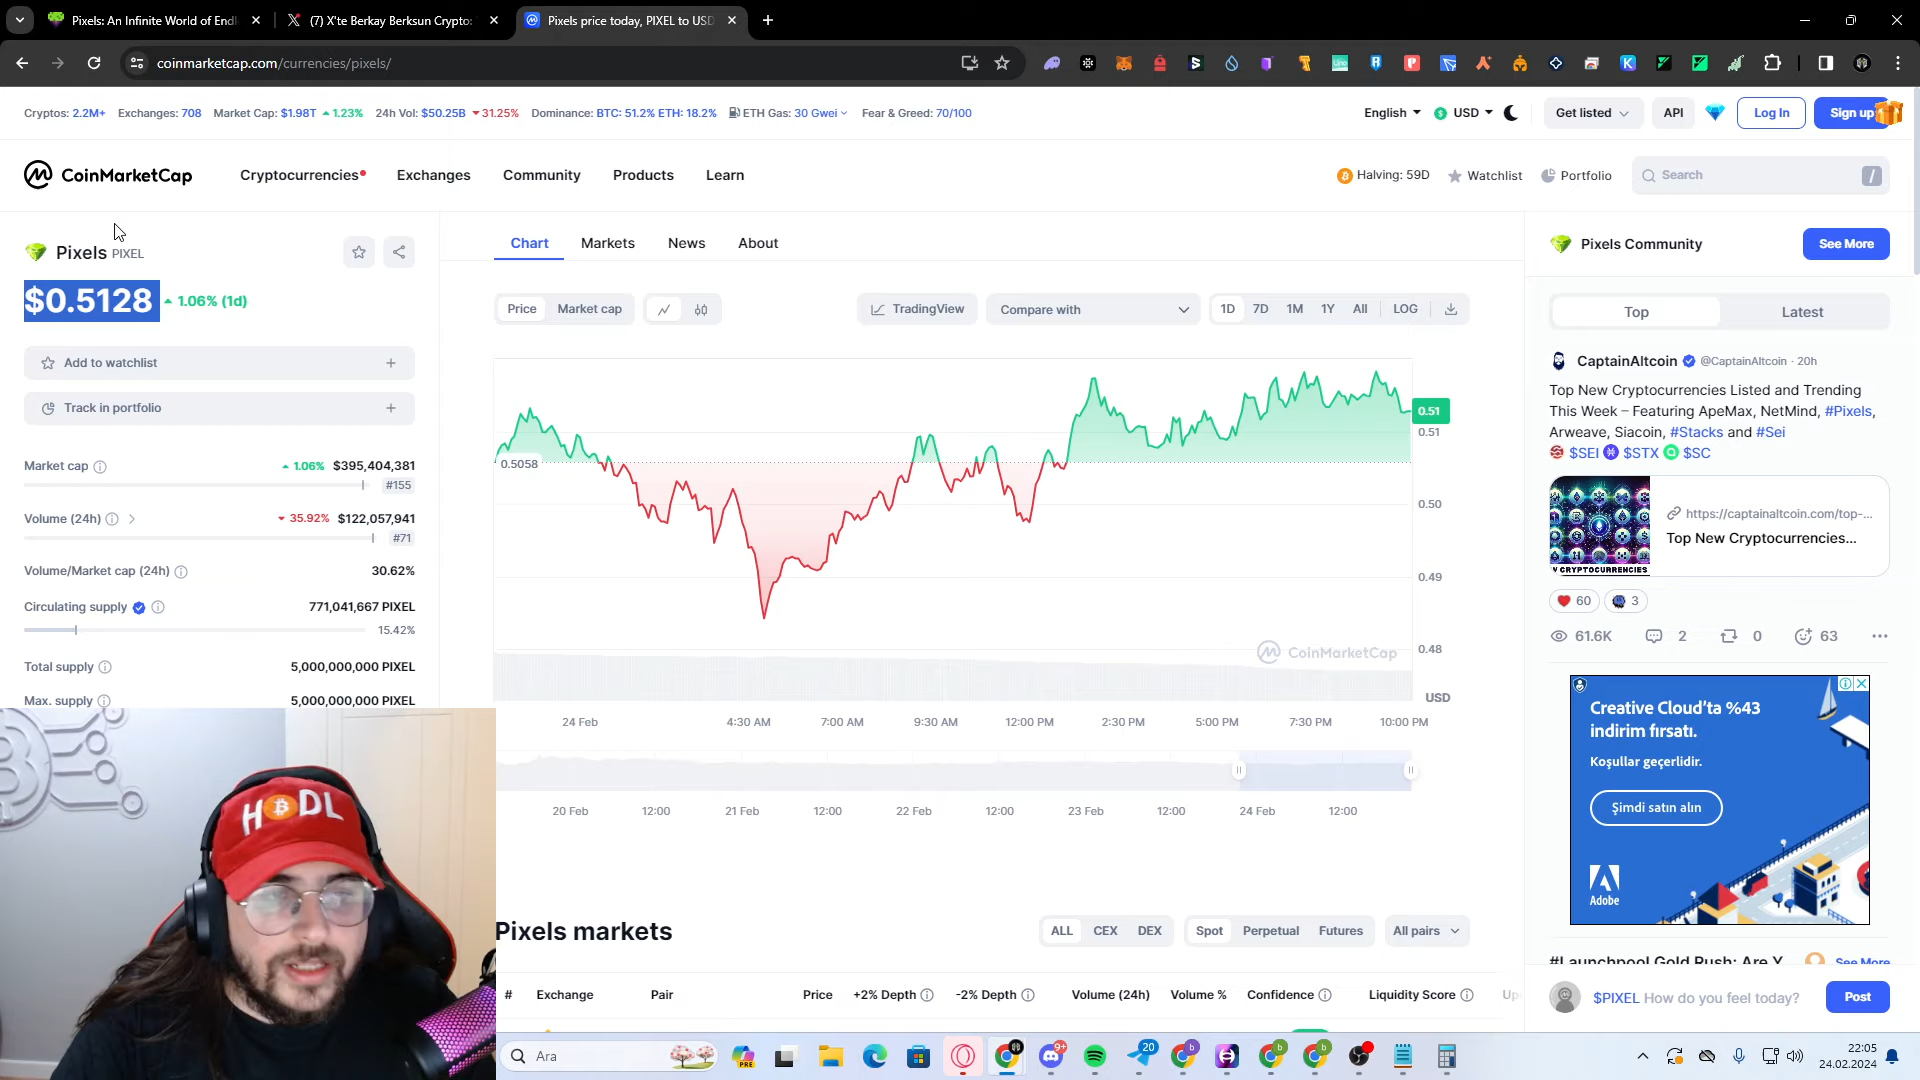 Pixels: An Infinite World of End
(7) X'te Berkay Berksun Crypto:
Pixels price today, PIXEL to USD
coinmarketcap.com/currencies/pixels/
Cryptos: 2.2M+ Exchanges: 708 Market Cap: $1.98T 1.23% 24h Vol: $50.25B 31.25% Dominance: BTC: 51.2% ETH: 18.2% ETH Gas: 30 Gwei Fear & Greed: 70/100
English USD Get listed API Log In Sign up
CoinMarketCap Cryptocurrencies Exchanges Community Products Learn
Halving: 59D Watchlist Portfolio Search /
Pixels PIXEL
$0.5128 1.06% (1d)
Add to watchlist +
Track in portfolio +
Market cap 1.06% $395,404,381
#155
Volume (24h) 35.92% $122,057,941
#71
Volume/Market cap (24h) 30.62%
Circulating supply 771,041,667 PIXEL
15.42%
Total supply 5,000,000,000 PIXEL
Max. supply 5,000,000,000 PIXEL
Chart Markets News About
Price Market cap TradingView Compare with 1D 7D 1M 1Y All LOG
0.5058
0.51
0.51
0.50
0.49
0.48
CoinMarketCap
USD
24 Feb 4:30 AM 7:00 AM 9:30 AM 12:00 PM 2:30 PM 5:00 PM 7:30 PM 10:00 PM
20 Feb 12:00 21 Feb 12:00 22 Feb 12:00 23 Feb 12:00 24 Feb 12:00
Pixels markets
ALL CEX DEX Spot Perpetual Futures All pairs
# Exchange Pair Price +2% Depth -2% Depth Volume (24h) Volume % Confidence Liquidity Score Up
Pixels Community See More
Top Latest
CaptainAltcoin @CaptainAltcoin · 20h
Top New Cryptocurrencies Listed and Trending
This Week – Featuring ApeMax, NetMind, #Pixels,
Arweave, Siacoin, #Stacks and #Sei
$SEI $STX $SC
CRYPTOCURRENCIES
https://captainaltcoin.com/top-...
Top New Cryptocurrencies...
60 3
61.6K 2 0 63
Creative Cloud'ta %43
indirim fırsatı.
Koşullar geçerlidir.
Şimdi satın alın
Adobe
#Launchpool Gold Rush: Are Y See More
$PIXEL How do you feel today? Post
HODL
Ara
PRE
9+
20
22:05
24.02.2024